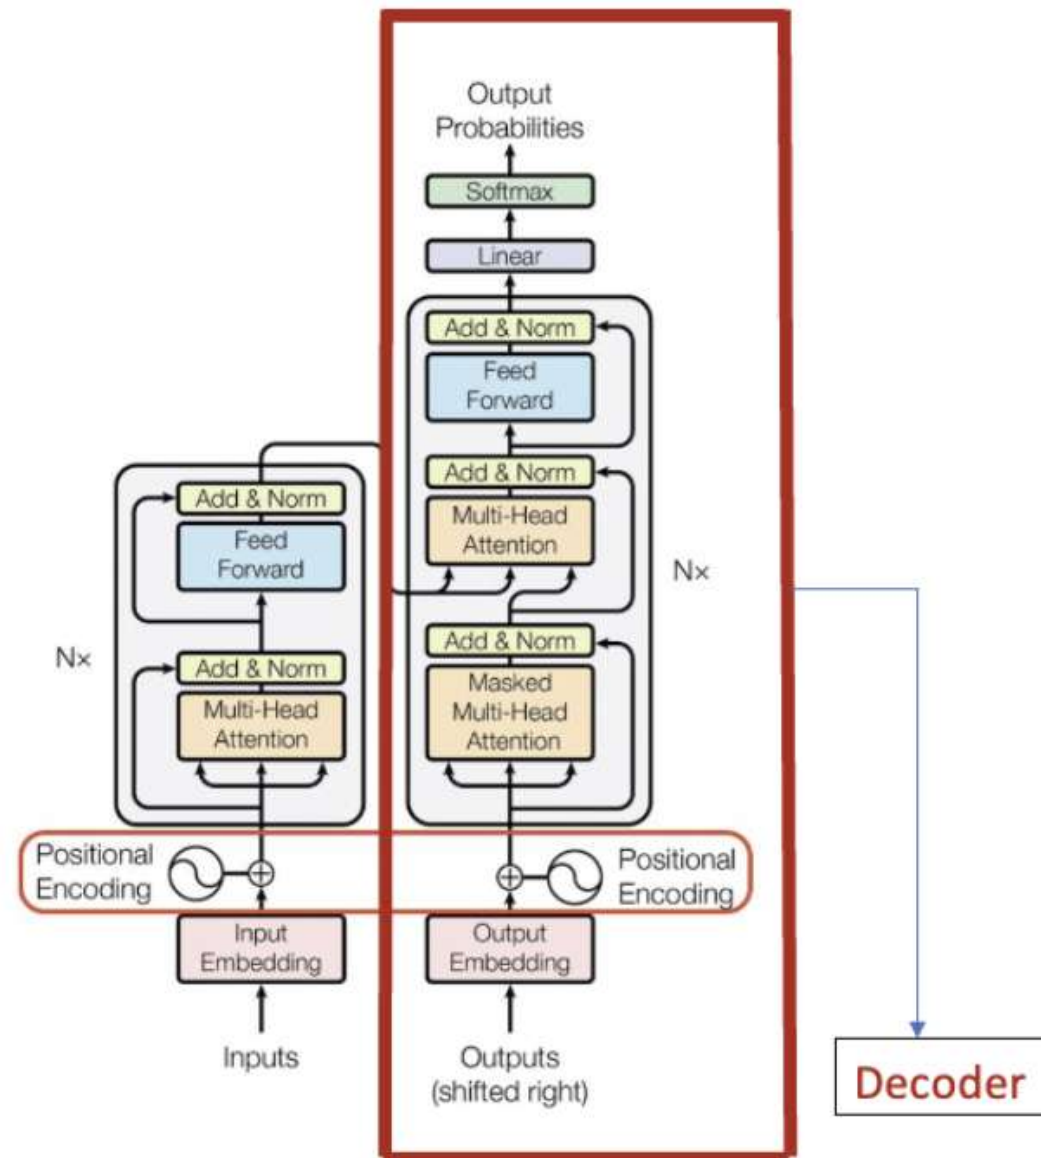 Output
Probabilities
Softmax
Linear
Add & Norm
Feed
Forward
Add & Norm
Multi-Head
Attention
N×
Add & Norm
Masked
Multi-Head
Attention
Add & Norm
Feed
Forward
N×
Add & Norm
Multi-Head
Attention
Positional
Encoding
Positional
Encoding
Input
Embedding
Output
Embedding
Inputs
Outputs
(shifted right)
Decoder